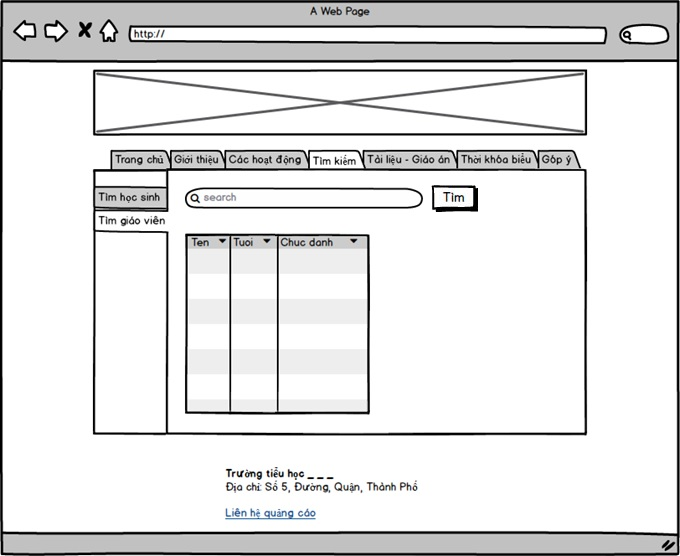 A Web Page
http://
Trang chủ Giới thiệu Các hoạt động Tìm kiếm Tài liệu - Giáo án Thời khóa biểu Góp ý
Tìm học sinh
search
Tìm
Tìm giáo viên
Ten Tuoi Chuc danh
Trường tiểu học _ _ _
Địa chỉ: Số 5, Đường, Quận, Thành Phố
Liên hệ quảng cáo